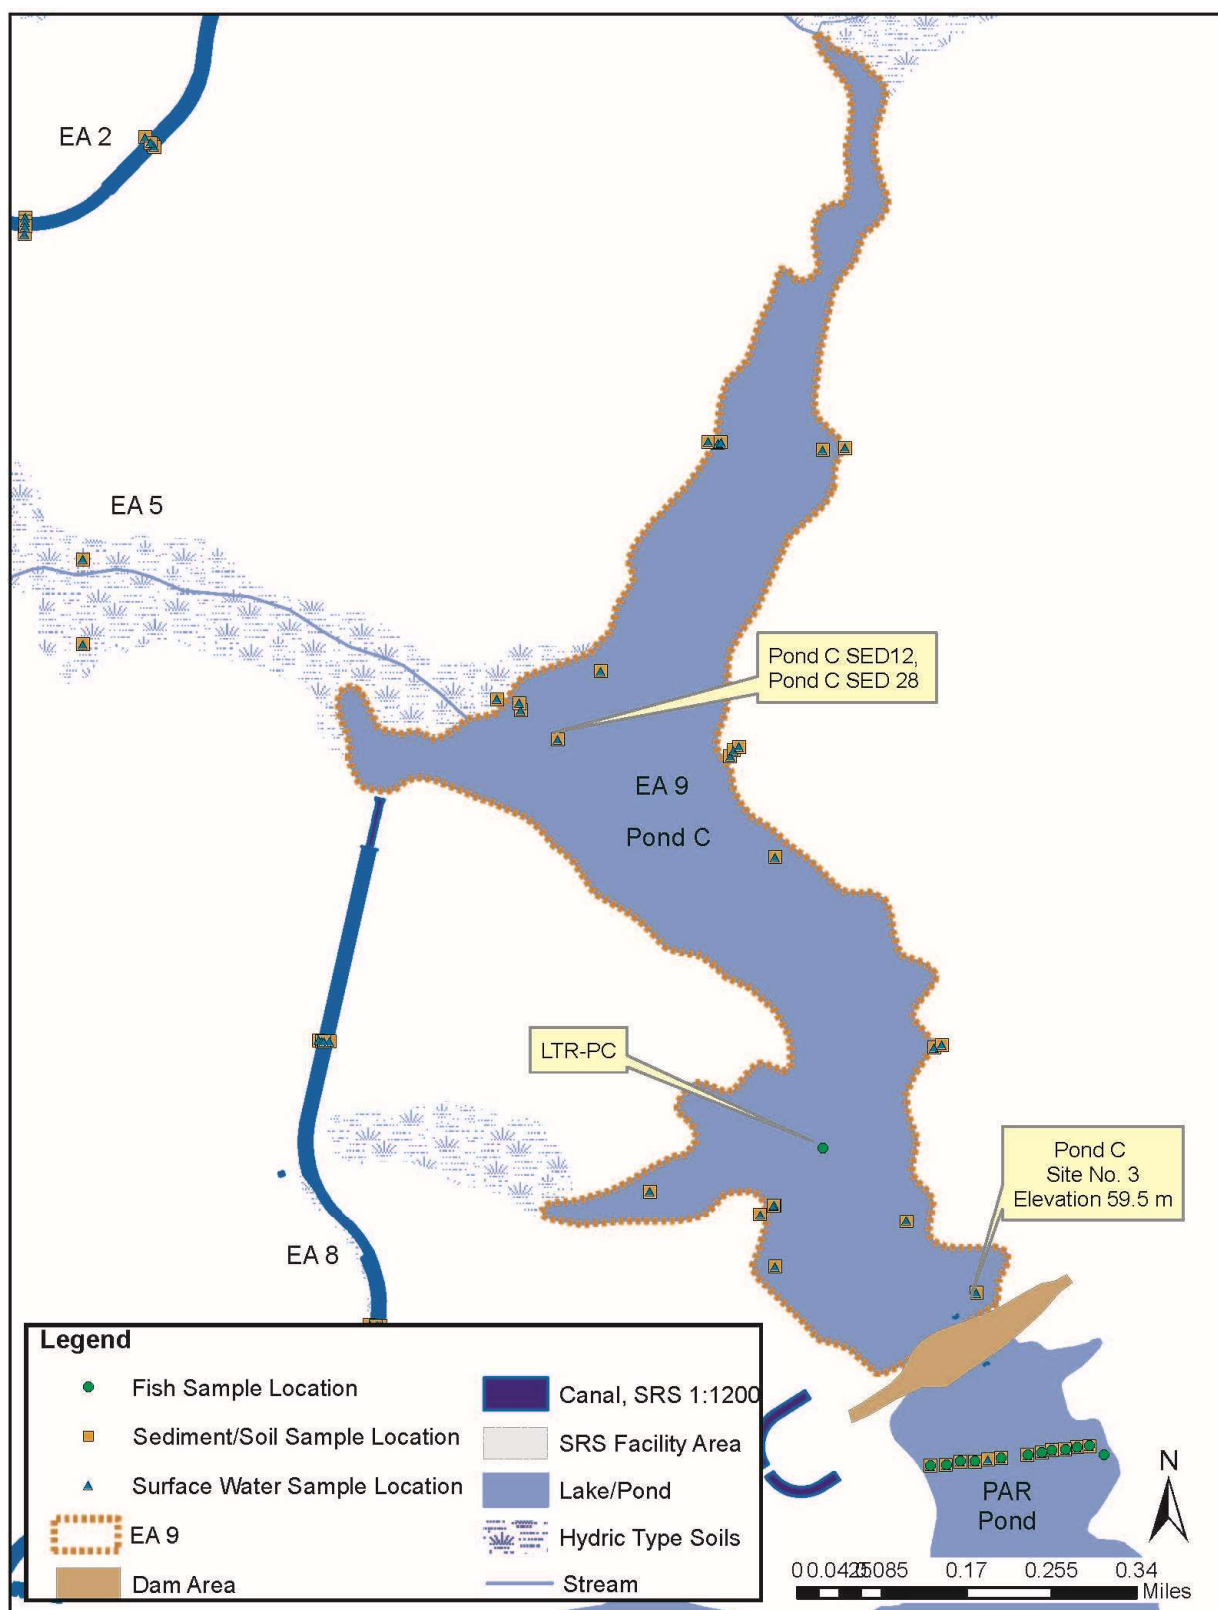 EA 2
EA 5
Pond C SED12,
Pond C SED 28
EA 9
Pond C
LTR-PC
Pond C
Site No. 3
Elevation 59.5 m
EA 8
Legend
Fish Sample Location
Sediment/Soil Sample Location
Surface Water Sample Location
EA 9
Dam Area
Canal, SRS 1:1200
SRS Facility Area
Lake/Pond
Hydric Type Soils
Stream
PAR
Pond
N
0 0.0425 0.085 0.17 0.255 0.34
Miles